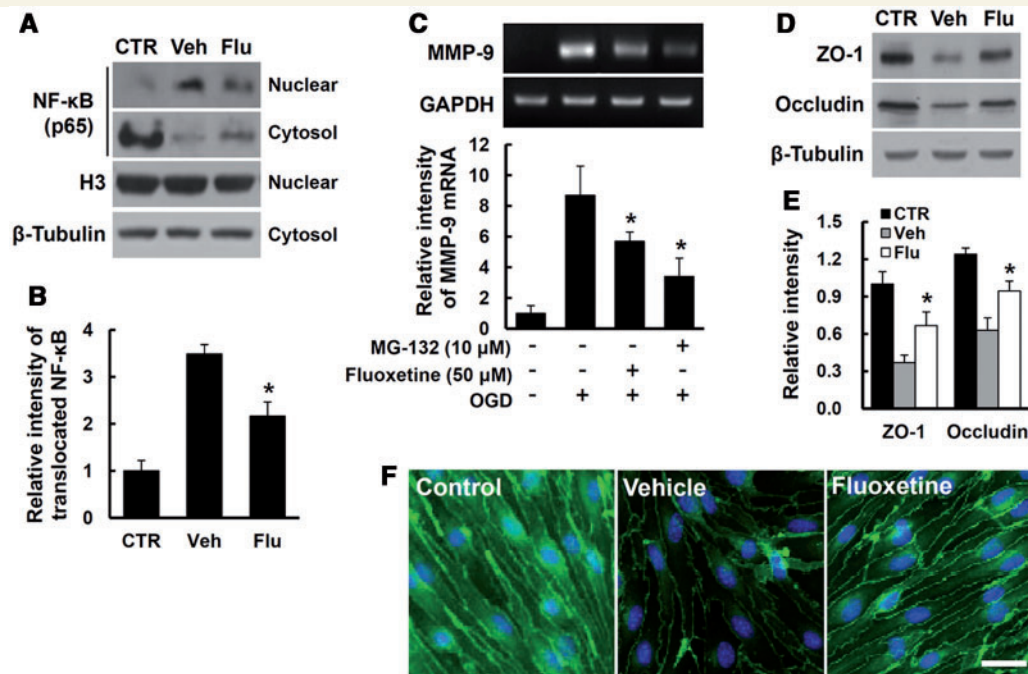 A
CTR Veh Flu
NF-κB
(p65)
Nuclear
Cytosol
H3
Nuclear
β-Tubulin
Cytosol
B
Relative intensity of
translocated NF-κB
4
3
2
1
0
CTR Veh Flu
*
C
MMP-9
GAPDH
Relative intensity
of MMP-9 mRNA
12
10
8
6
4
2
0
*
*
MG-132 (10 μM) - - - +
Fluoxetine (50 μM) - - + -
OGD - + + +
D
CTR Veh Flu
ZO-1
Occludin
β-Tubulin
E
Relative intensity
1.5
1.2
0.9
0.6
0.3
0.0
CTR
Veh
Flu
*
*
ZO-1 Occludin
F
Control
Vehicle
Fluoxetine